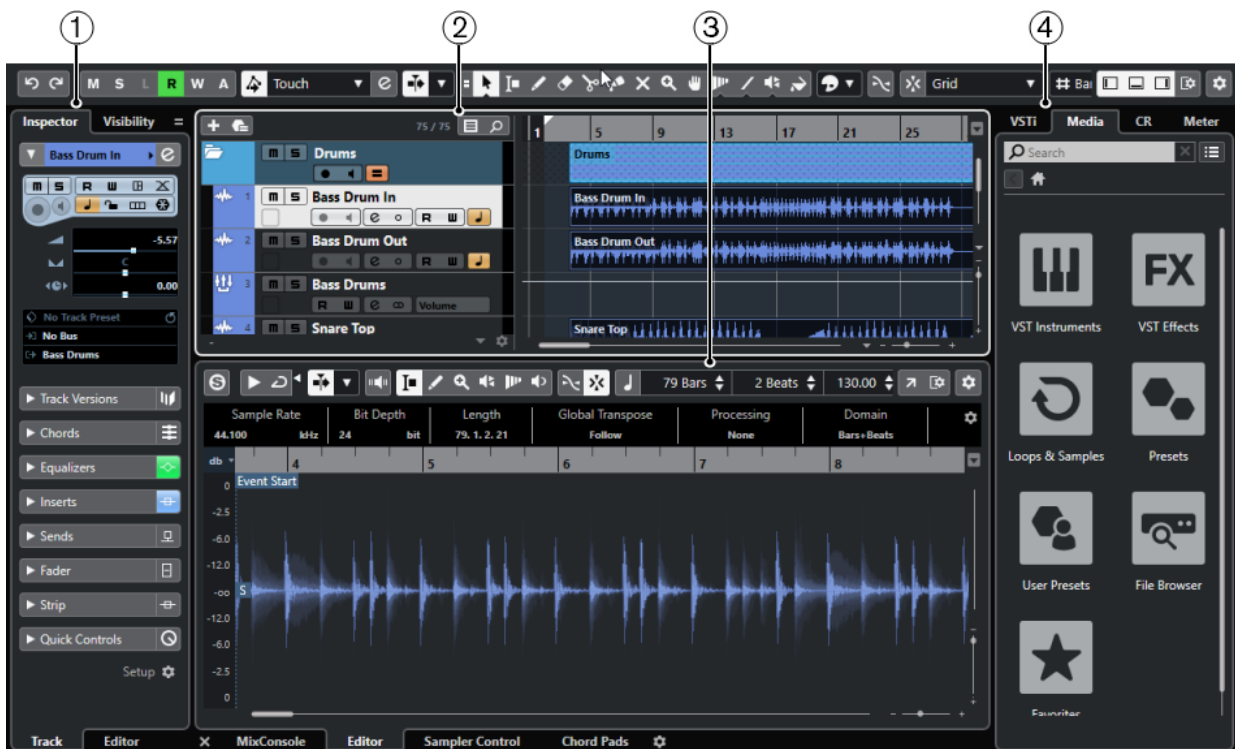 1
2
3
4
M S L R W A Touch Grid Bar
Inspector Visibility
75 / 75
1 5 9 13 17 21 25
VSTi Media CR Meter
Bass Drum In
m S Drums
Drums
Search
m S R W
1 m S Bass Drum In
R W
Bass Drum In
-5.57
C
0.00
2 m S Bass Drum Out
R W
Bass Drum Out
3 m S Bass Drums
R W Volume
No Track Preset
No Bus
Bass Drums
4 m S Snare Top
Snare Top
VST Instruments
FX
VST Effects
Track Versions
Chords
Equalizers
Inserts
Sends
Fader
Strip
Quick Controls
Setup
79 Bars 2 Beats 130.00
Sample Rate Bit Depth Length Global Transpose Processing Domain
44.100 kHz 24 bit 79. 1. 2. 21 Follow None Bars+Beats
db 4 5 6 7 8
Event Start
0
-2.5
-6.0
-12.0
-oo
S
-12.0
-6.0
-2.5
0
Loops & Samples
Presets
User Presets
File Browser
Favorites
Track Editor
MixConsole Editor Sampler Control Chord Pads